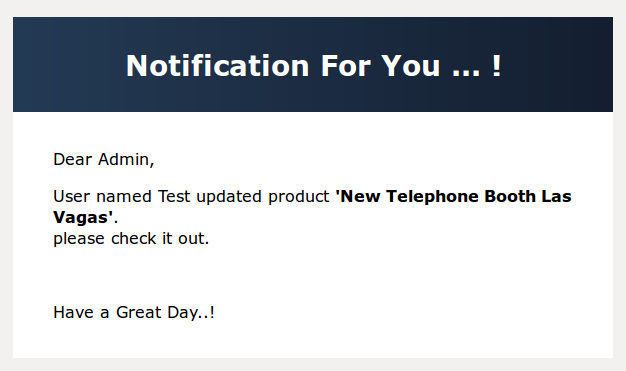 Notification For You ... !
Dear Admin,
User named Test updated product 'New Telephone Booth Las
Vagas'.
please check it out.
Have a Great Day..!